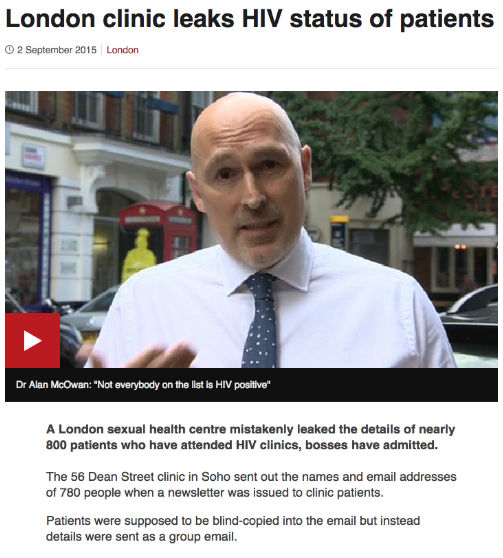 London clinic leaks HIV status of patients
2 September 2015 London
Dr Alan McOwan: "Not everybody on the list is HIV positive"
A London sexual health centre mistakenly leaked the details of nearly
800 patients who have attended HIV clinics, bosses have admitted.
The 56 Dean Street clinic in Soho sent out the names and email addresses
of 780 people when a newsletter was issued to clinic patients.
Patients were supposed to be blind-copied into the email but instead
details were sent as a group email.